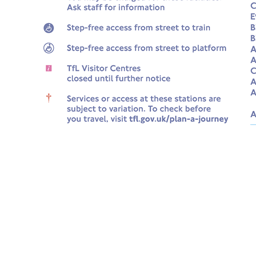 Ask staff for information
Step-free access from street to train
Step-free access from street to platform
TfL Visitor Centres
closed until further notice
Services or access at these stations are
subject to variation. To check before
you travel, visit tfl.gov.uk/plan-a-journey